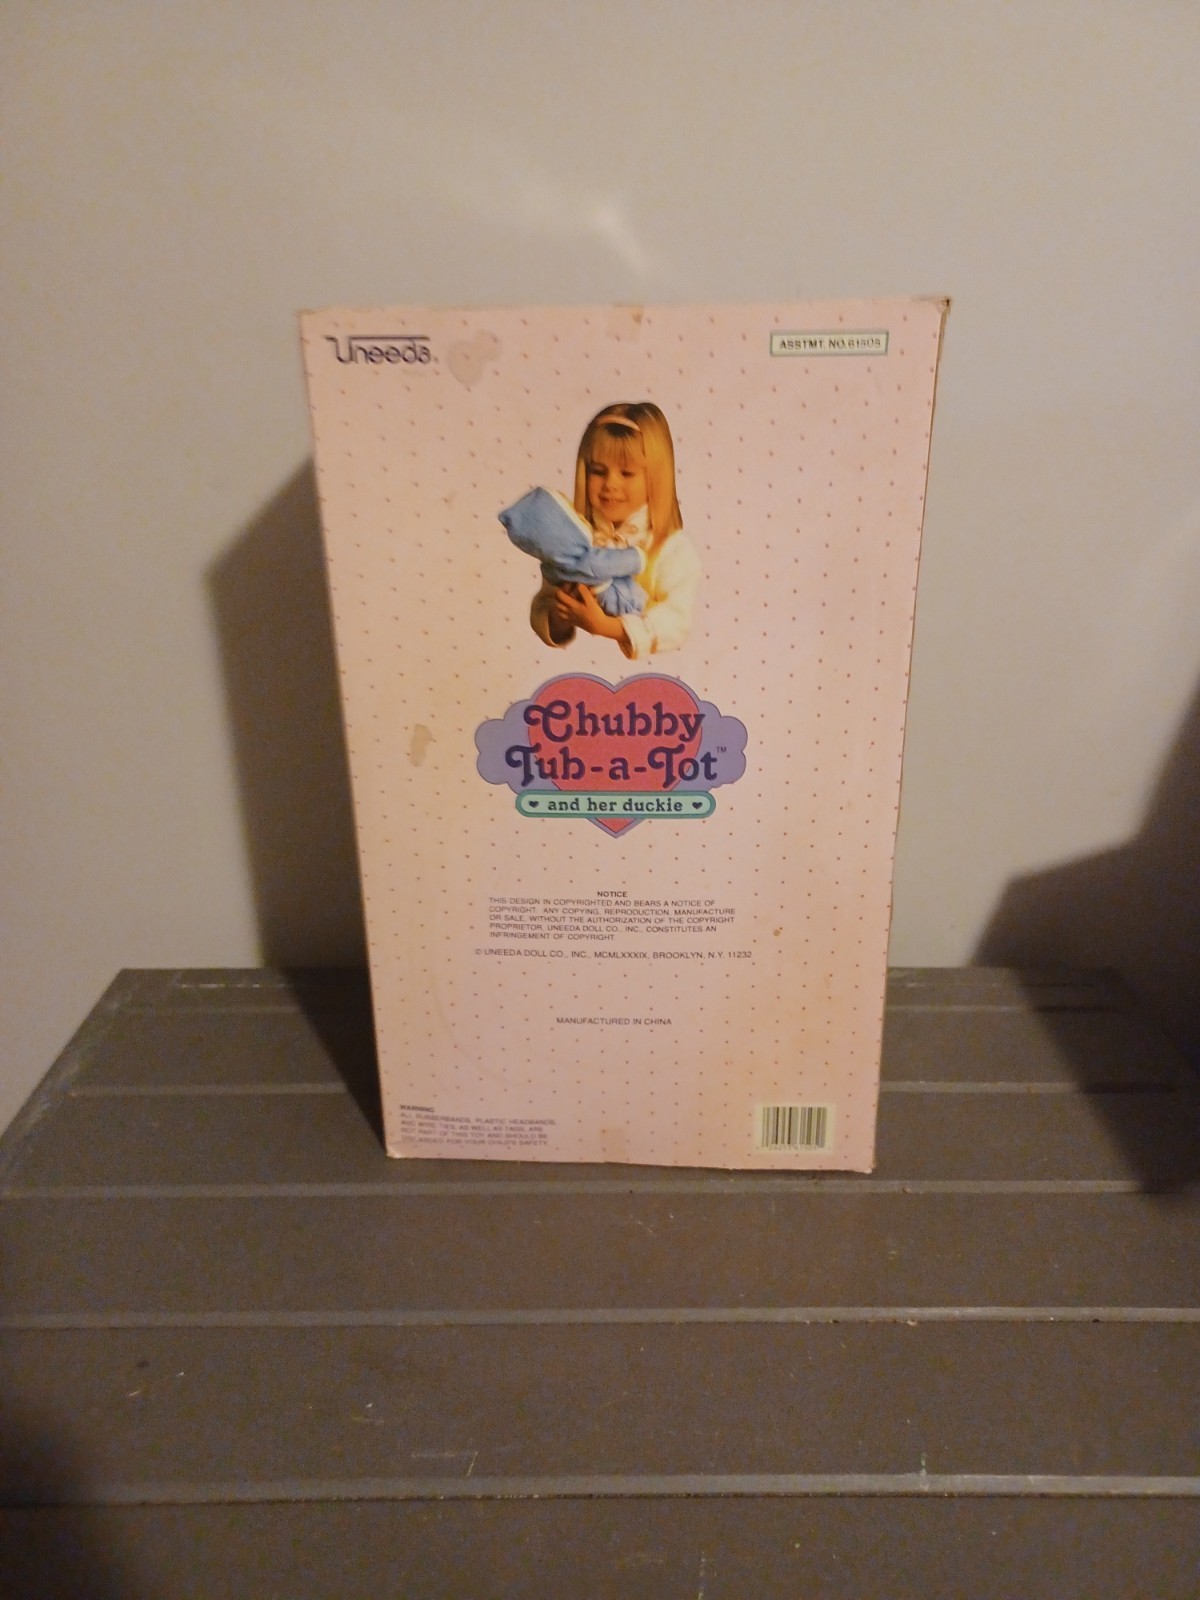 Uneeda
ASSTMT. NO. 61508
Chubby
Tub-a-Tot™
and her duckie
NOTICE
THIS DESIGN IN COPYRIGHTED AND BEARS A NOTICE OF
COPYRIGHT. ANY COPYING, REPRODUCTION, MANUFACTURE
OR SALE, WITHOUT THE AUTHORIZATION OF THE COPYRIGHT
PROPRIETOR, UNEEDA DOLL CO., INC., CONSTITUTES AN
INFRINGEMENT OF COPYRIGHT.
© UNEEDA DOLL CO., INC., MCMLXXXIX, BROOKLYN, N.Y. 11232
MANUFACTURED IN CHINA
WARNING
ALL RUBBERBANDS, PLASTIC HEADBANDS,
AND WIRE TIES, AS WELL AS TAGS, ARE
NOT PART OF THIS TOY AND SHOULD BE
DISCARDED FOR YOUR CHILD'S SAFETY.